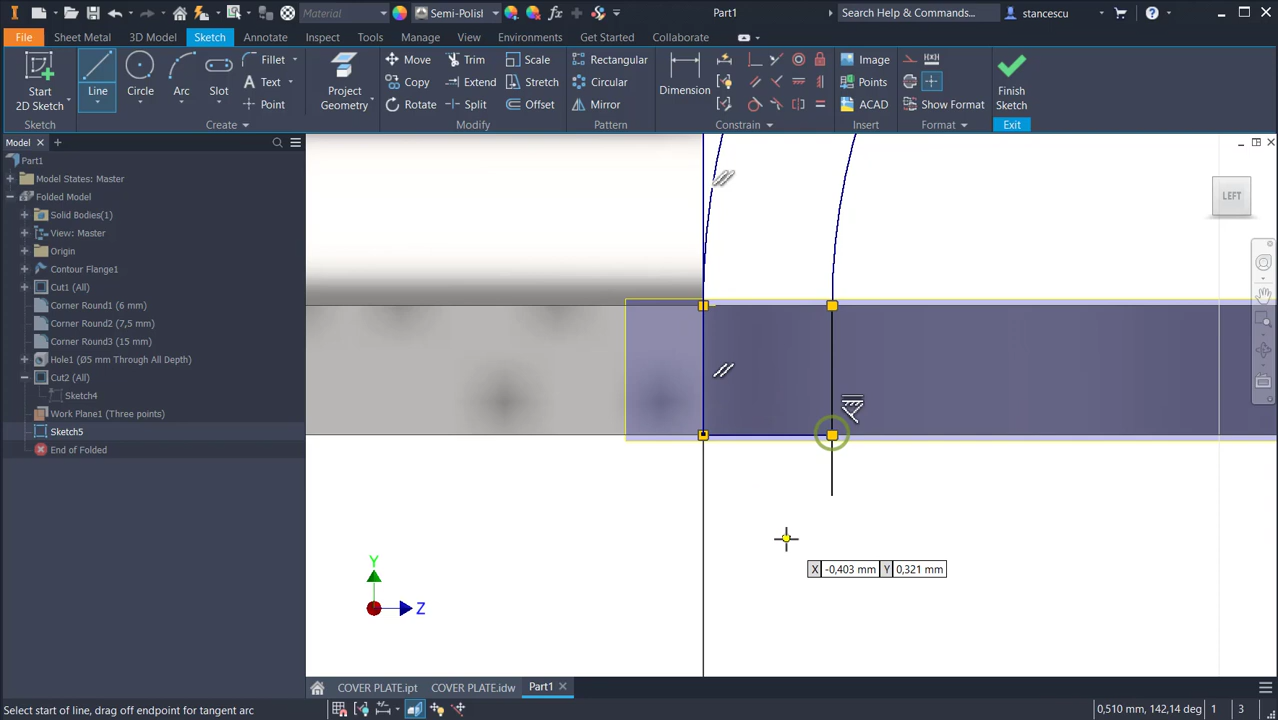 Material
Semi-Polisl
Part1
Search Help & Commands...
stancescu
File
Sheet Metal
3D Model
Sketch
Annotate
Inspect
Tools
Manage
View
Environments
Get Started
Collaborate
Start
2D Sketch
Line
Circle
Arc
Slot
Fillet
Text
Point
Project
Geometry
Move
Copy
Rotate
Trim
Extend
Split
Scale
Stretch
Offset
Rectangular
Circular
Mirror
Dimension
Image
Points
ACAD
Show Format
Finish
Sketch
Sketch
Create
Modify
Pattern
Constrain
Insert
Format
Exit
Model
Part1
Model States: Master
Folded Model
Solid Bodies(1)
View: Master
Origin
Contour Flange1
Cut1 (All)
Corner Round1 (6 mm)
Corner Round2 (7,5 mm)
Corner Round3 (15 mm)
Hole1 (Ø5 mm Through All Depth)
Cut2 (All)
Sketch4
Work Plane1 (Three points)
Sketch5
End of Folded
LEFT
X -0,403 mm Y 0,321 mm
Y
Z
COVER PLATE.ipt
COVER PLATE.idw
Part1
Select start of line, drag off endpoint for tangent arc
0,510 mm, 142,14 deg
1
3